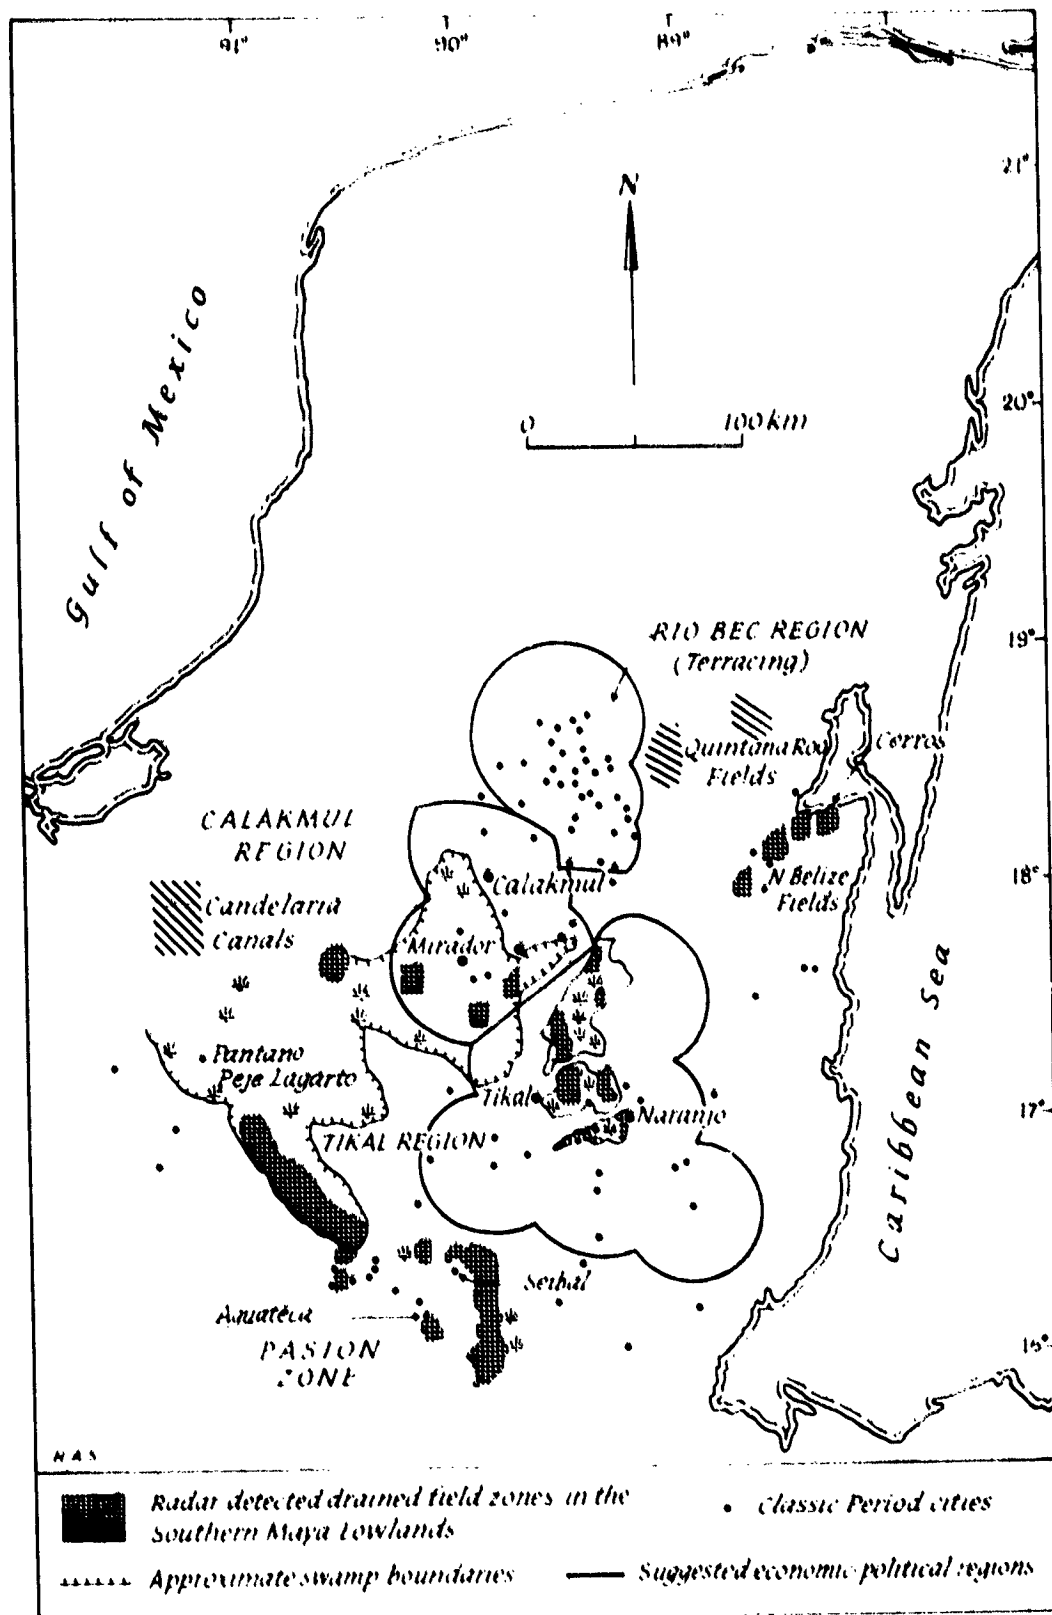 91° 90° 89°
21°
N
0 100 km
20°
Gulf of Mexico
RIO BEC REGION
(Terracing)
19°
Quintana Roo
Fields
Cerros
CALAKMUL
REGION
18°
Calakmul
N Belize
Fields
Candelaria
Canals
Mirador
Caribbean Sea
Pantano
Peje Lagarto
Tikal
Naranjo
17°
TIKAL REGION
Seibal
Aguateca
PASION
ZONE
16°
Radar detected drained field zones in the
Southern Maya Lowlands
Classic Period cities
Approximate swamp boundaries
Suggested economic political regions